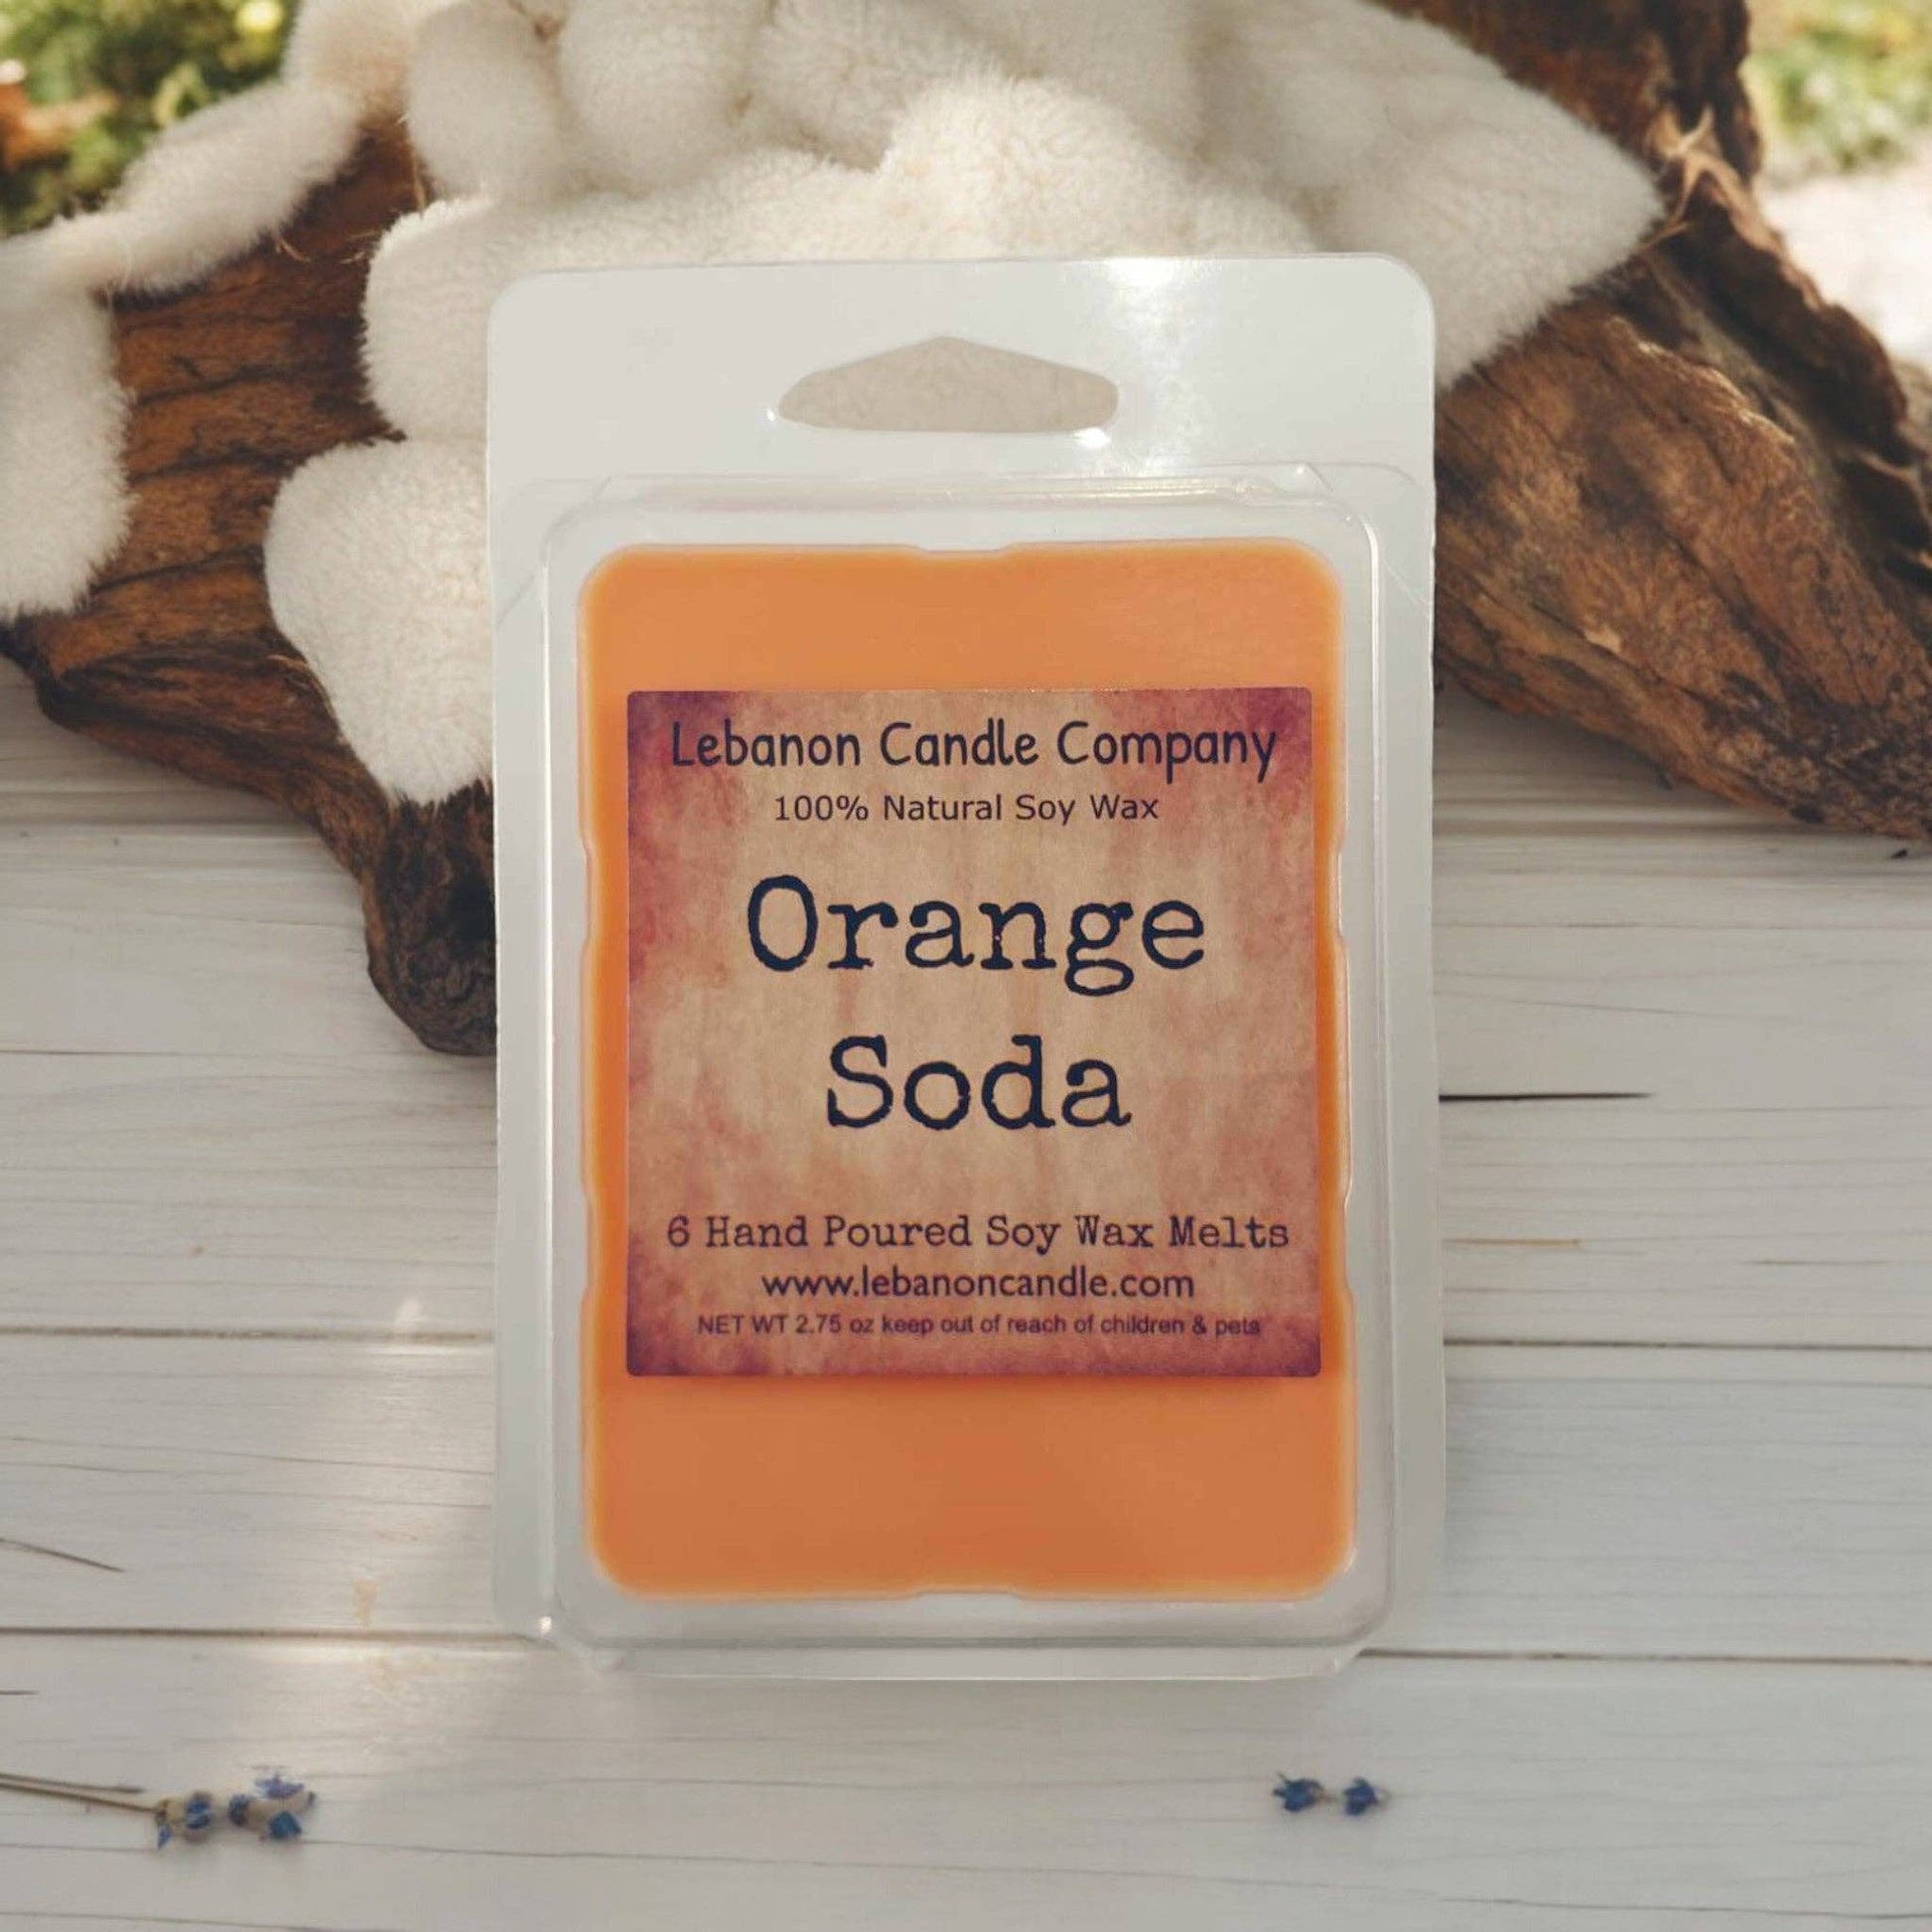 Lebanon Candle Company
100% Natural Soy Wax
Orange
Soda
6 Hand Poured Soy Wax Melts
www.lebanoncandle.com
NET WT 2.75 oz keep out of reach of children & pets